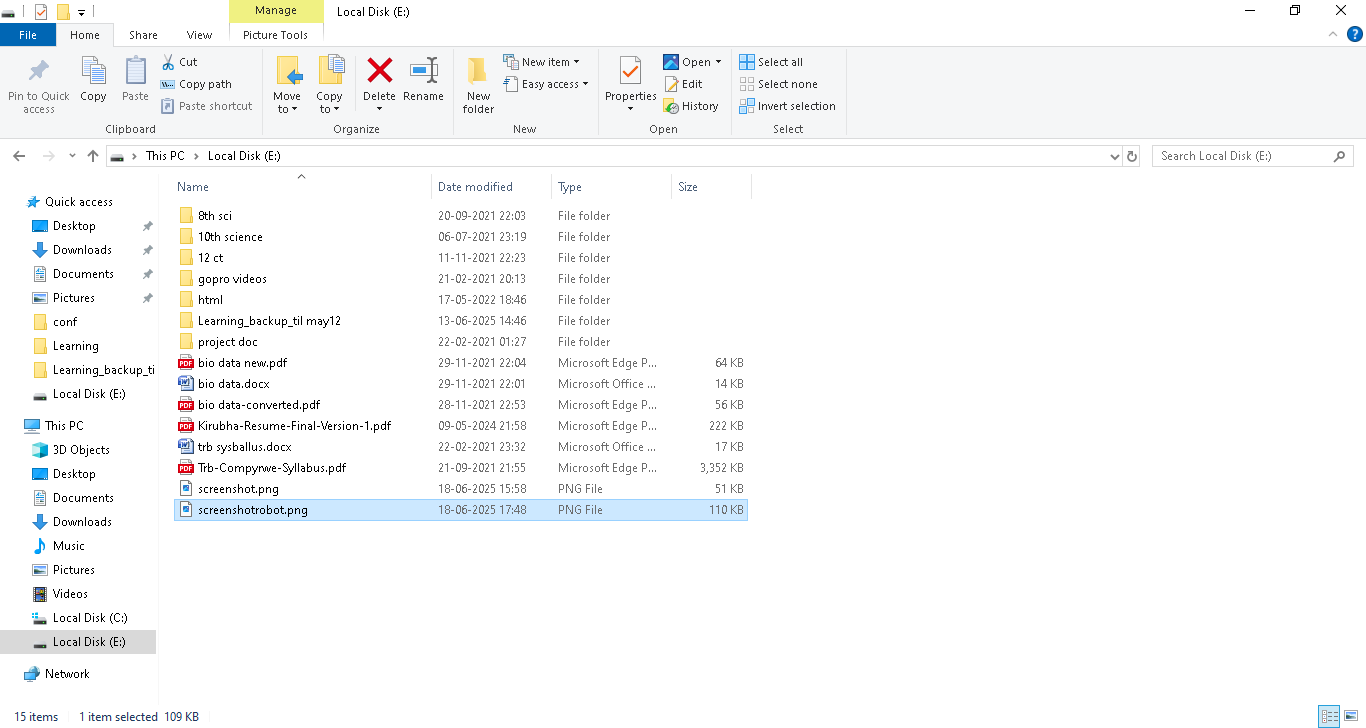 Manage
Local Disk (E:)
File
Home
Share
View
Picture Tools
Pin to Quick access
Copy
Paste
Cut
Copy path
Paste shortcut
Clipboard
Move to
Copy to
Delete
Rename
Organize
New folder
New item
Easy access
New
Properties
Open
Edit
History
Open
Select all
Select none
Invert selection
Select
This PC > Local Disk (E:)
Search Local Disk (E:)
Quick access
Desktop
Downloads
Documents
Pictures
conf
Learning
Learning_backup_ti
Local Disk (E:)
This PC
3D Objects
Desktop
Documents
Downloads
Music
Pictures
Videos
Local Disk (C:)
Local Disk (E:)
Network
Name Date modified Type Size
8th sci 20-09-2021 22:03 File folder
10th science 06-07-2021 23:19 File folder
12 ct 11-11-2021 22:23 File folder
gopro videos 21-02-2021 20:13 File folder
html 17-05-2022 18:46 File folder
Learning_backup_til may12 13-06-2025 14:46 File folder
project doc 22-02-2021 01:27 File folder
bio data new.pdf 29-11-2021 22:04 Microsoft Edge P... 64 KB
bio data.docx 29-11-2021 22:01 Microsoft Office ... 14 KB
bio data-converted.pdf 28-11-2021 22:53 Microsoft Edge P... 56 KB
Kirubha-Resume-Final-Version-1.pdf 09-05-2024 21:58 Microsoft Edge P... 222 KB
trb sysballus.docx 22-02-2021 23:32 Microsoft Office ... 17 KB
Trb-Compyrwe-Syllabus.pdf 21-09-2021 21:55 Microsoft Edge P... 3,352 KB
screenshot.png 18-06-2025 15:58 PNG File 51 KB
screenshotrobot.png 18-06-2025 17:48 PNG File 110 KB
15 items 1 item selected 109 KB